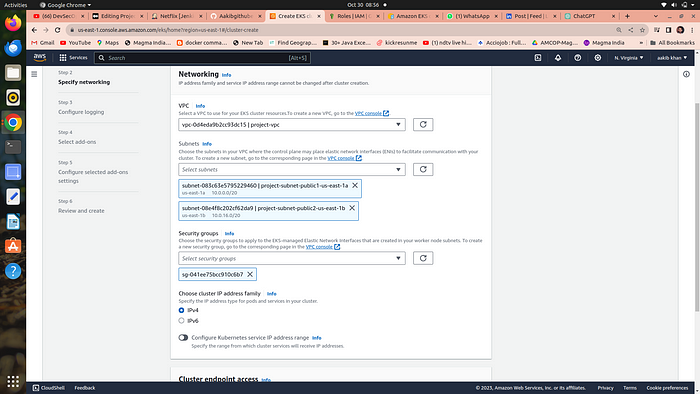 Activities
Google Chrome
Oct 30 08:56
(66) DevSecC
Editing Proje
Netflix [Jenk
Aakibgithube
Create EKS cl
Roles | IAM |
Amazon EKS
(1) WhatsApp
Post | Feed |
ChatGPT
us-east-1.console.aws.amazon.com/eks/home?region=us-east-1#/cluster-create
Gmail
YouTube
Maps
Magma India...
docker comma...
New Tab
Find Geograp...
30+ Java Exce...
kickresunme
(2) ndtv live hi...
AccioJob : Full...
AMCOP-Mag...
Magma India
All Bookmarks
aws
Services
Search
[Alt+S]
N. Virginia
aakib khan
Step 2
Specify networking
Step 3
Configure logging
Step 4
Select add-ons
Step 5
Configure selected add-ons
settings
Step 6
Review and create
Networking Info
IP address family and service IP address range cannot be changed after cluster creation.
VPC Info
Select a VPC to use for your EKS cluster resources.To create a new VPC, go to the VPC console
vpc-0d4eda9b2cc93dc15 | project-vpc
Subnets Info
Choose the subnets in your VPC where the control plane may place elastic network interfaces (ENIs) to facilitate communication with your
cluster. To create a new subnet, go to the corresponding page in the VPC console
Select subnets
subnet-083c63e5795229460 | project-subnet-public1-us-east-1a
us-east-1a 10.0.0.0/20
subnet-08e4f8c202cf62da9 | project-subnet-public2-us-east-1b
us-east-1b 10.0.16.0/20
Security groups Info
Choose the security groups to apply to the EKS-managed Elastic Network Interfaces that are created in your worker node subnets. To create
a new security group, go to the corresponding page in the VPC console
Select security groups
sg-041ee75bcc910c6b7
Choose cluster IP address family Info
Specify the IP address type for pods and services in your cluster.
IPv4
IPv6
Configure Kubernetes service IP address range Info
Specify the range from which cluster services will receive IP addresses.
Cluster endpoint access Info
CloudShell
Feedback
© 2023, Amazon Web Services, Inc. or its affiliates.
Privacy
Terms
Cookie preferences